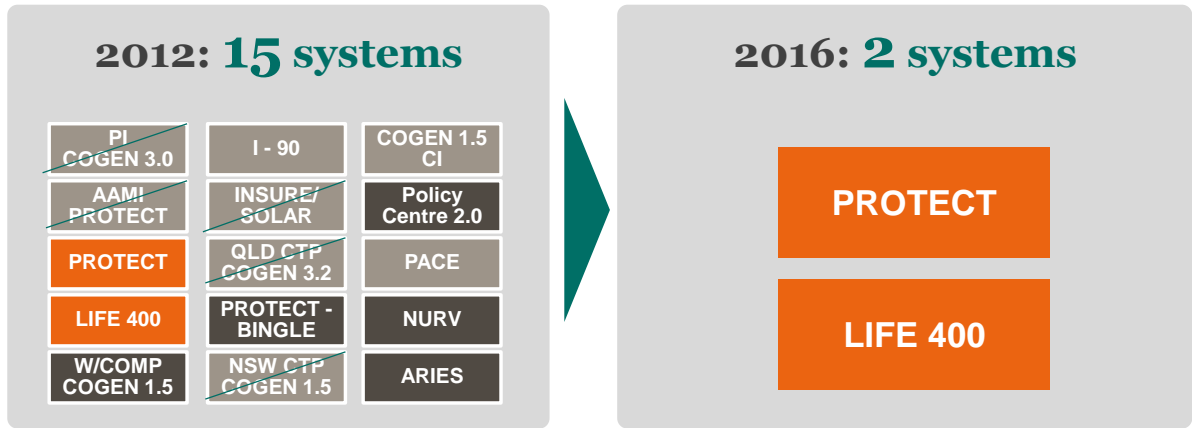 2012: 15 systems
PI
COGEN 3.0
I - 90
COGEN 1.5
CI
AAMI
PROTECT
INSURE/
SOLAR
Policy
Centre 2.0
PROTECT
QLD CTP
COGEN 3.2
PACE
LIFE 400
PROTECT -
BINGLE
NURV
W/COMP
COGEN 1.5
NSW CTP
COGEN 1.5
ARIES
2016: 2 systems
PROTECT
LIFE 400